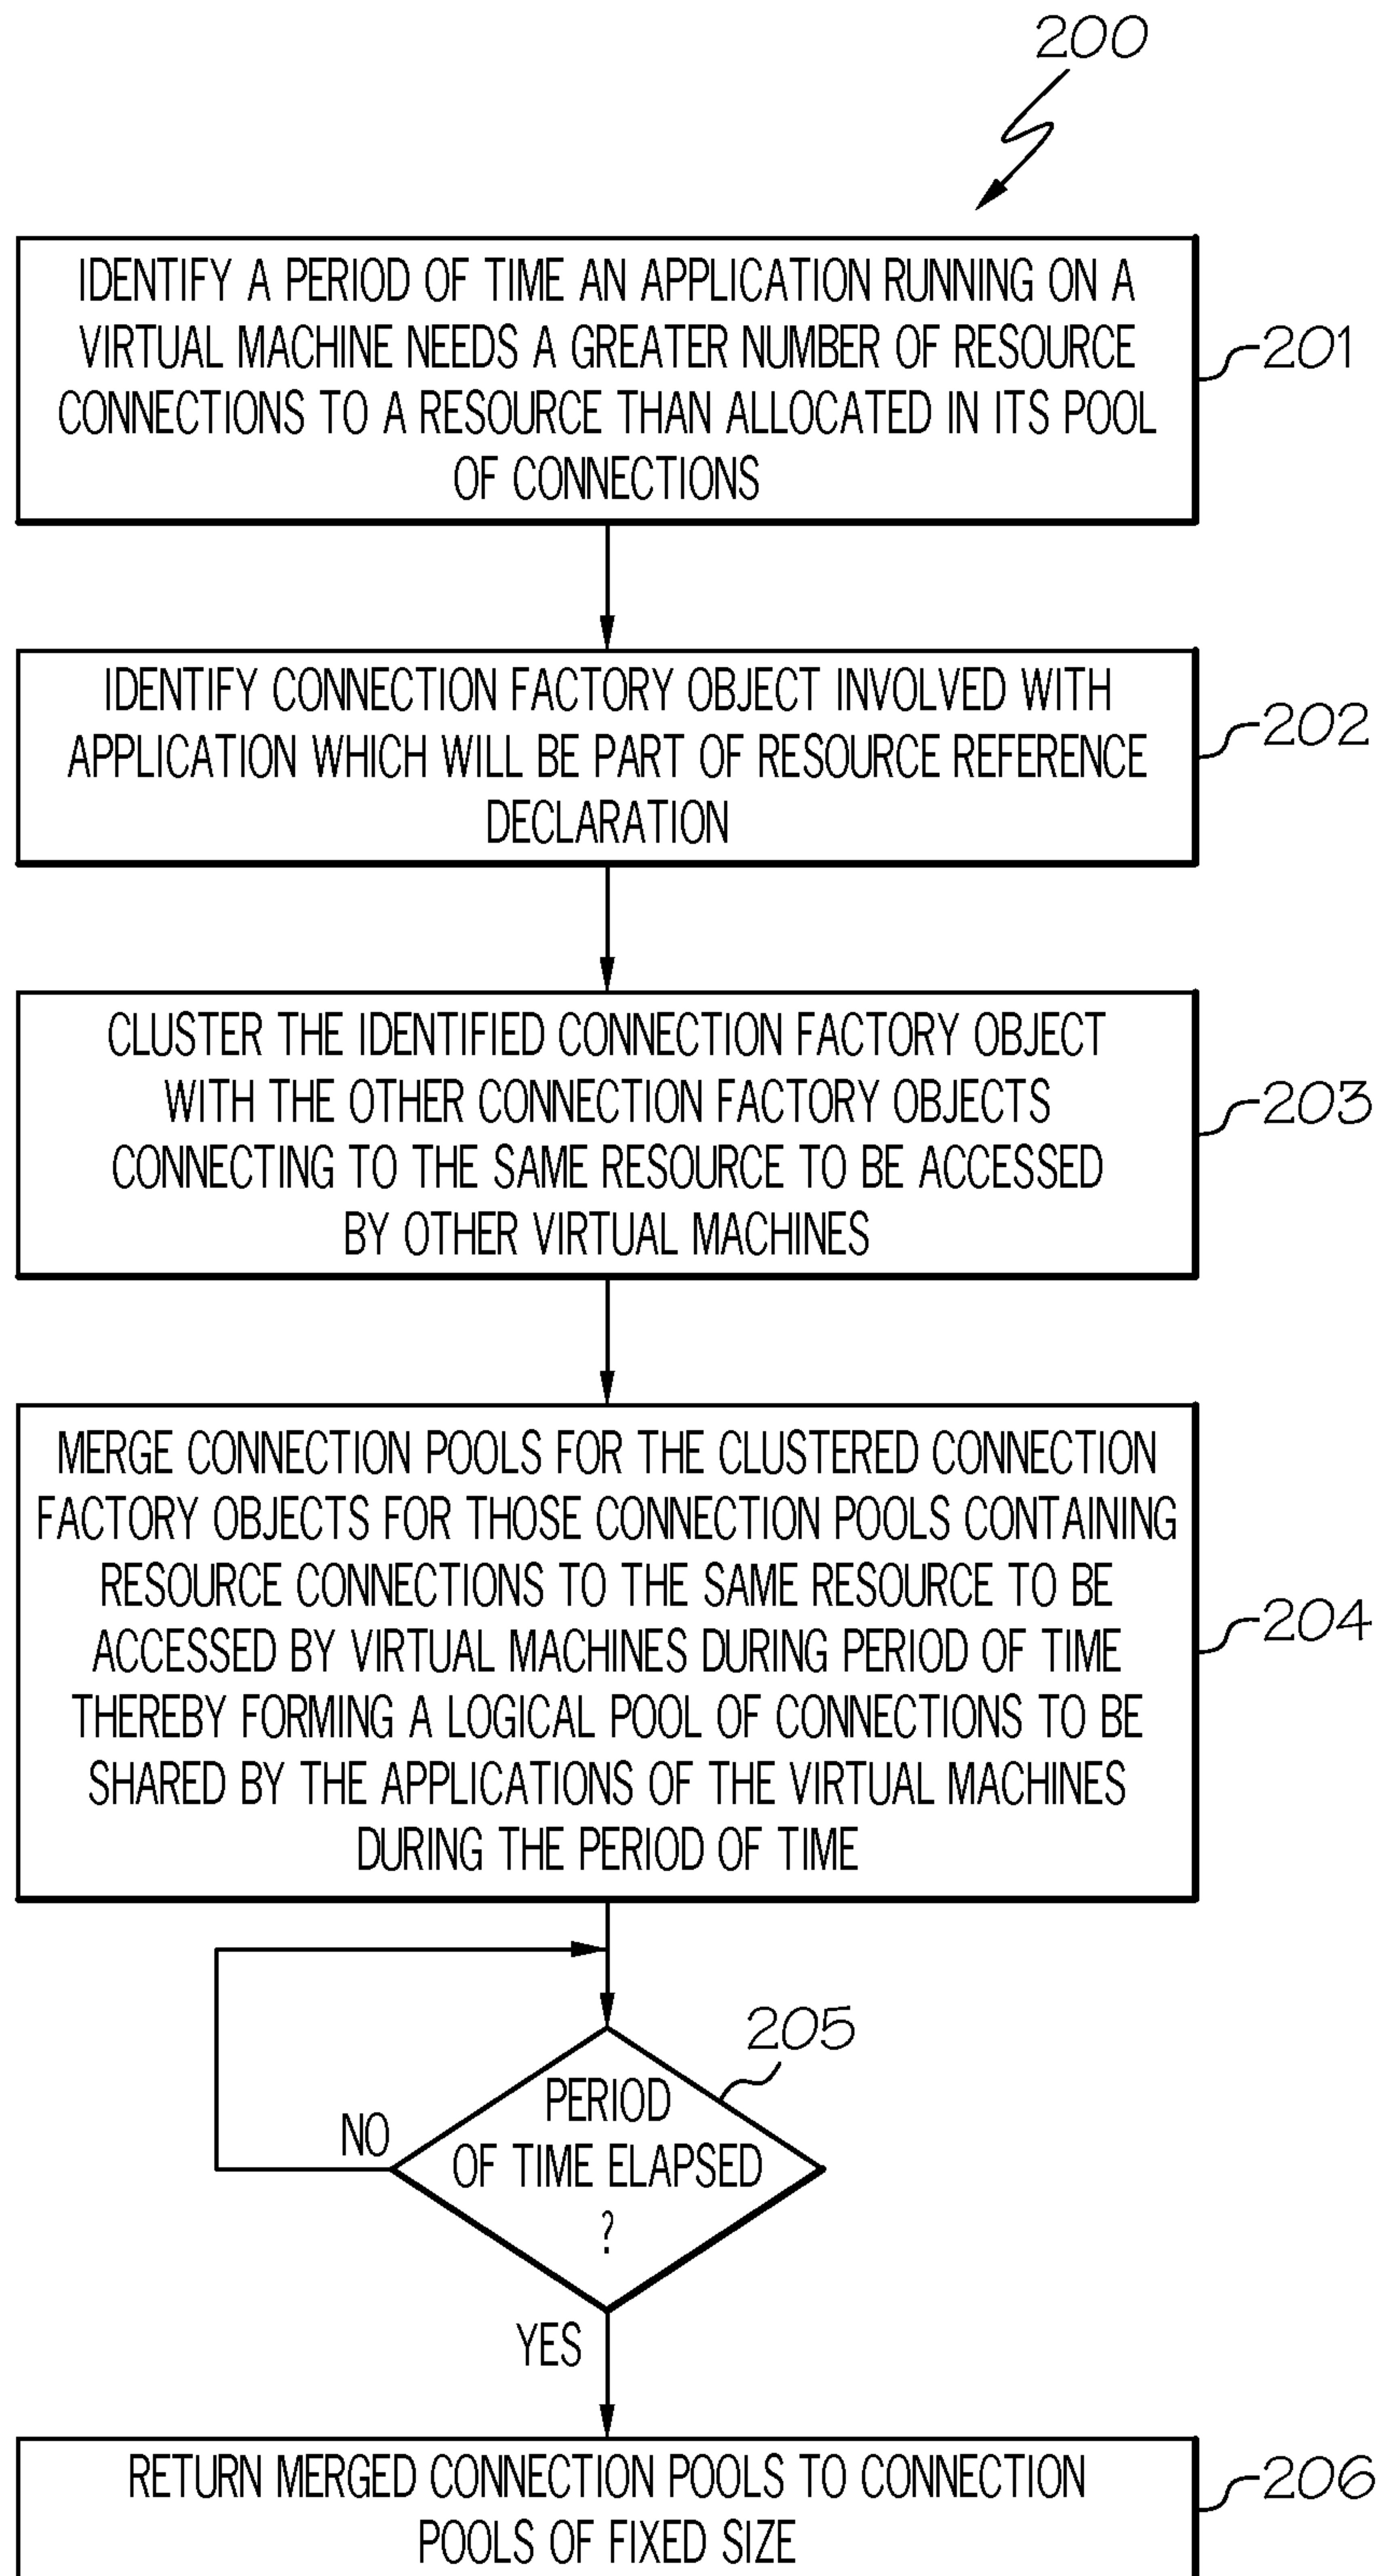 200
IDENTIFY A PERIOD OF TIME AN APPLICATION RUNNING ON A
VIRTUAL MACHINE NEEDS A GREATER NUMBER OF RESOURCE
CONNECTIONS TO A RESOURCE THAN ALLOCATED IN ITS POOL
OF CONNECTIONS
201
IDENTIFY CONNECTION FACTORY OBJECT INVOLVED WITH
APPLICATION WHICH WILL BE PART OF RESOURCE REFERENCE
DECLARATION
202
CLUSTER THE IDENTIFIED CONNECTION FACTORY OBJECT
WITH THE OTHER CONNECTION FACTORY OBJECTS
CONNECTING TO THE SAME RESOURCE TO BE ACCESSED
BY OTHER VIRTUAL MACHINES
203
MERGE CONNECTION POOLS FOR THE CLUSTERED CONNECTION
FACTORY OBJECTS FOR THOSE CONNECTION POOLS CONTAINING
RESOURCE CONNECTIONS TO THE SAME RESOURCE TO BE
ACCESSED BY VIRTUAL MACHINES DURING PERIOD OF TIME
THEREBY FORMING A LOGICAL POOL OF CONNECTIONS TO BE
SHARED BY THE APPLICATIONS OF THE VIRTUAL MACHINES
DURING THE PERIOD OF TIME
204
205
PERIOD
OF TIME ELAPSED
?
NO
YES
RETURN MERGED CONNECTION POOLS TO CONNECTION
POOLS OF FIXED SIZE
206